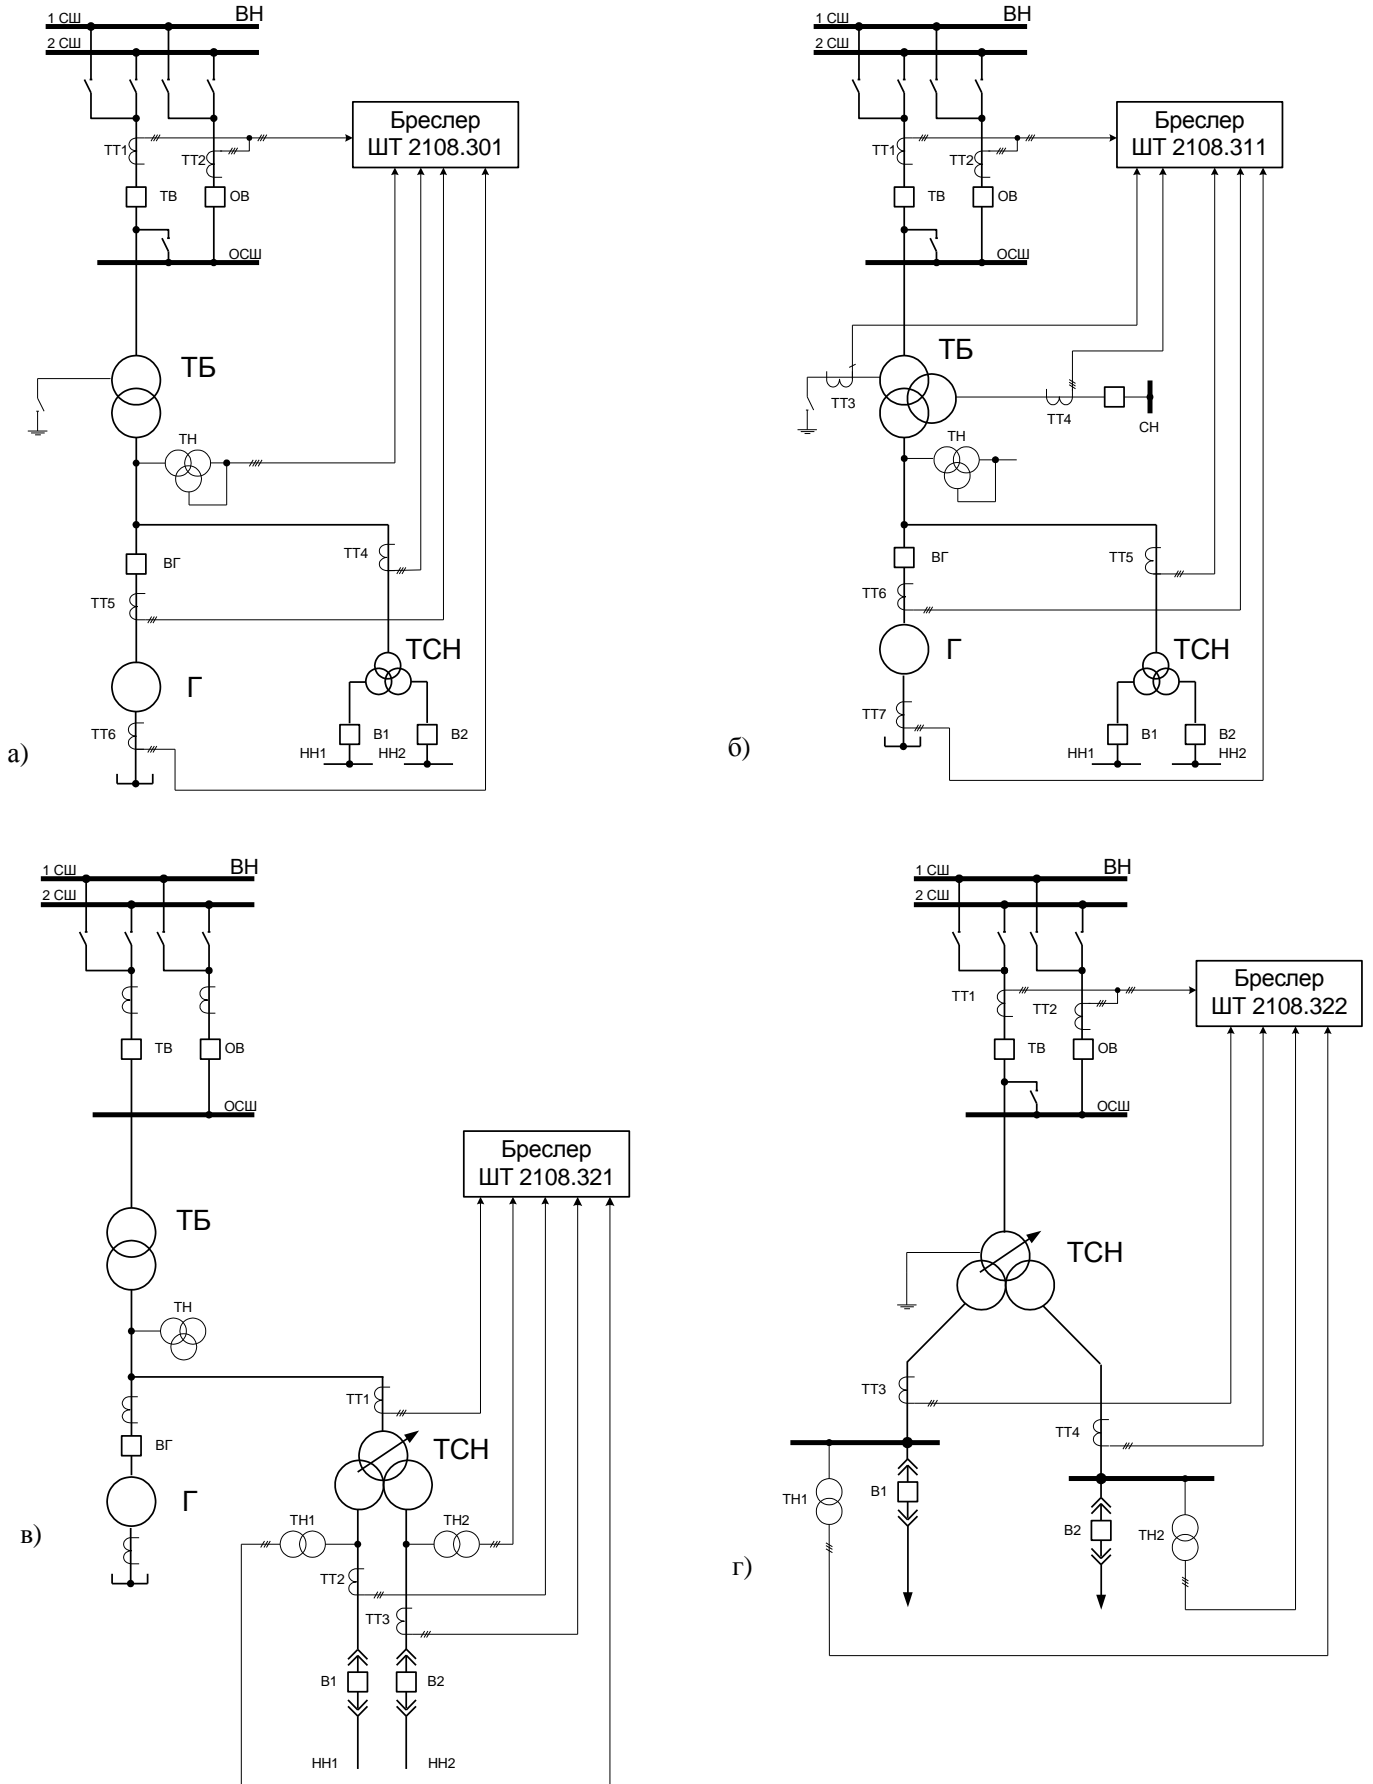 1 СШ
ВН
2 СШ
Бреслер
ШТ 2108.301
ТТ1
ТТ2
ТВ
ОВ
ОСШ
ТБ
ТН
ТТ4
ВГ
ТТ5
ТСН
Г
ТТ6
В1
В2
НН1
НН2
а)
1 СШ
ВН
2 СШ
Бреслер
ШТ 2108.311
ТТ1
ТТ2
ТВ
ОВ
ОСШ
ТБ
ТТ3
ТТ4
СН
ТН
ВГ
ТТ5
ТТ6
Г
ТСН
ТТ7
В1
В2
НН1
НН2
б)
1 СШ
ВН
2 СШ
ТВ
ОВ
ОСШ
Бреслер
ШТ 2108.321
ТБ
ТН
ТТ1
ВГ
ТСН
Г
ТН1
ТН2
ТТ2
ТТ3
В1
В2
НН1
НН2
в)
1 СШ
ВН
2 СШ
Бреслер
ШТ 2108.322
ТТ1
ТТ2
ТВ
ОВ
ОСШ
ТСН
ТТ3
ТТ4
ТН1
В1
В2
ТН2
г)